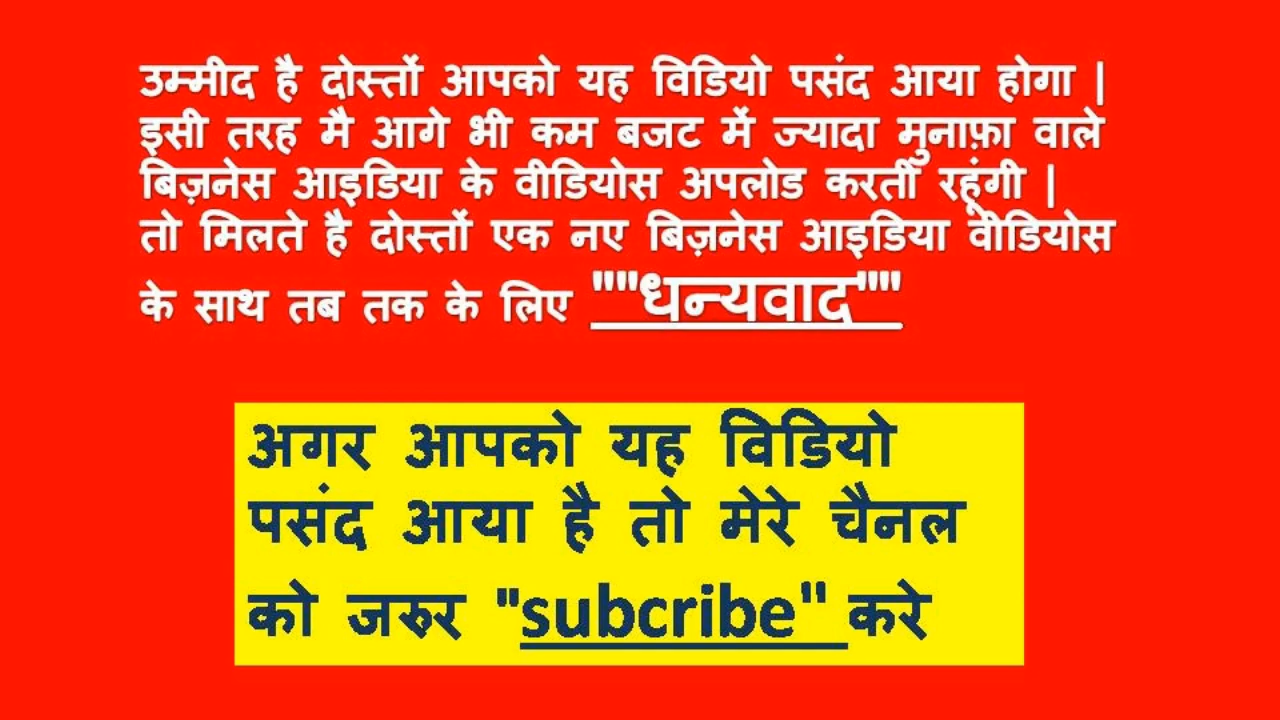 उम्मीद है दोस्तों आपको यह विडियो पसंद आया होगा |
इसी तरह मै आगे भी कम बजट में ज्यादा मुनाफ़ा वाले
बिज़नेस आइडिया के वीडियोस अपलोड करती रहूंगी |
तो मिलते है दोस्तों एक नए बिज़नेस आइडिया वीडियोस
के साथ तब तक के लिए ""धन्यवाद""
अगर आपको यह विडियो
पसंद आया है तो मेरे चैनल
को जरुर "subcribe" करे